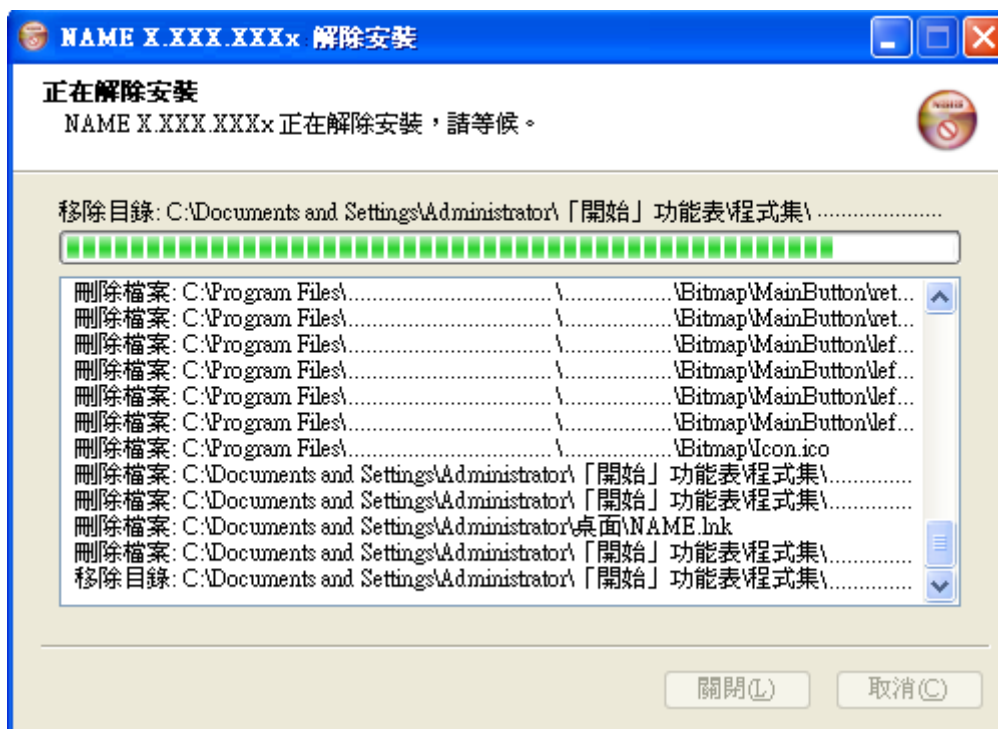 NAME X.XXX.XXXx 解除安裝
正在解除安裝
NAME X.XXX.XXXx 正在解除安裝，請等候。
移除目錄: C:\Documents and Settings\Administrator\「開始」功能表\程式集\ ......................
刪除檔案: C:\Program Files\.................................. \..................\Bitmap\MainButton\ret...
刪除檔案: C:\Program Files\.................................. \..................\Bitmap\MainButton\ret...
刪除檔案: C:\Program Files\.................................. \..................\Bitmap\MainButton\lef...
刪除檔案: C:\Program Files\.................................. \..................\Bitmap\MainButton\lef...
刪除檔案: C:\Program Files\.................................. \..................\Bitmap\MainButton\lef...
刪除檔案: C:\Program Files\.................................. \..................\Bitmap\MainButton\lef...
刪除檔案: C:\Program Files\.................................. \..................\Bitmap\Icon.ico
刪除檔案: C:\Documents and Settings\Administrator\「開始」功能表\程式集\..............
刪除檔案: C:\Documents and Settings\Administrator\「開始」功能表\程式集\..............
刪除檔案: C:\Documents and Settings\Administrator\桌面\NAME.lnk
刪除檔案: C:\Documents and Settings\Administrator\「開始」功能表\程式集\..............
移除目錄: C:\Documents and Settings\Administrator\「開始」功能表\程式集\..............
關閉(L)
取消(C)